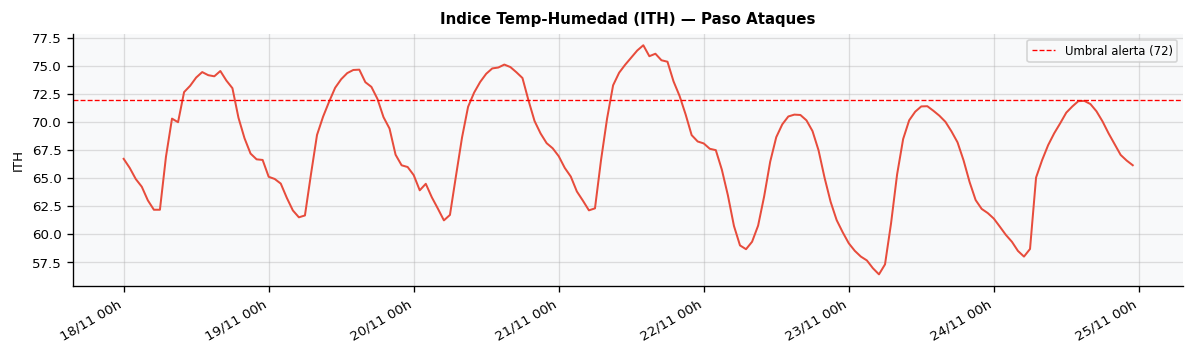 Indice Temp-Humedad (ITH) — Paso Ataques
77.5
75.0
72.5
70.0
67.5
65.0
62.5
60.0
57.5
ITH
Umbral alerta (72)
18/11 00h
19/11 00h
20/11 00h
21/11 00h
22/11 00h
23/11 00h
24/11 00h
25/11 00h